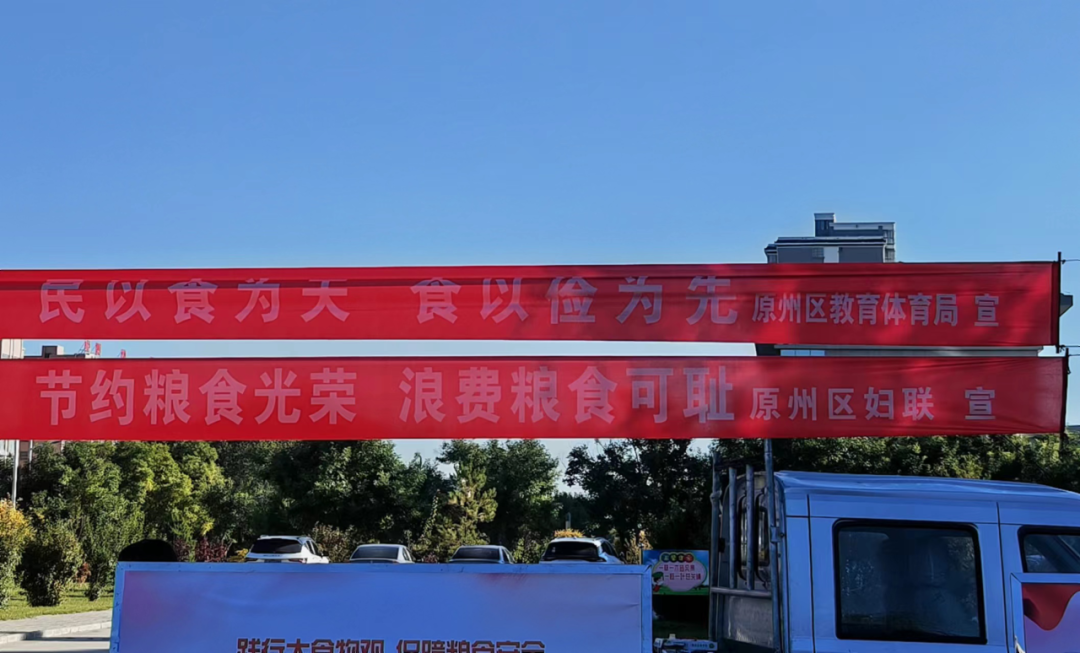 民以食为天 食以俭为先 原州区教育体育局 宣
节约粮食光荣 浪费粮食可耻 原州区妇联 宣
践行大食物观 保障粮食安全